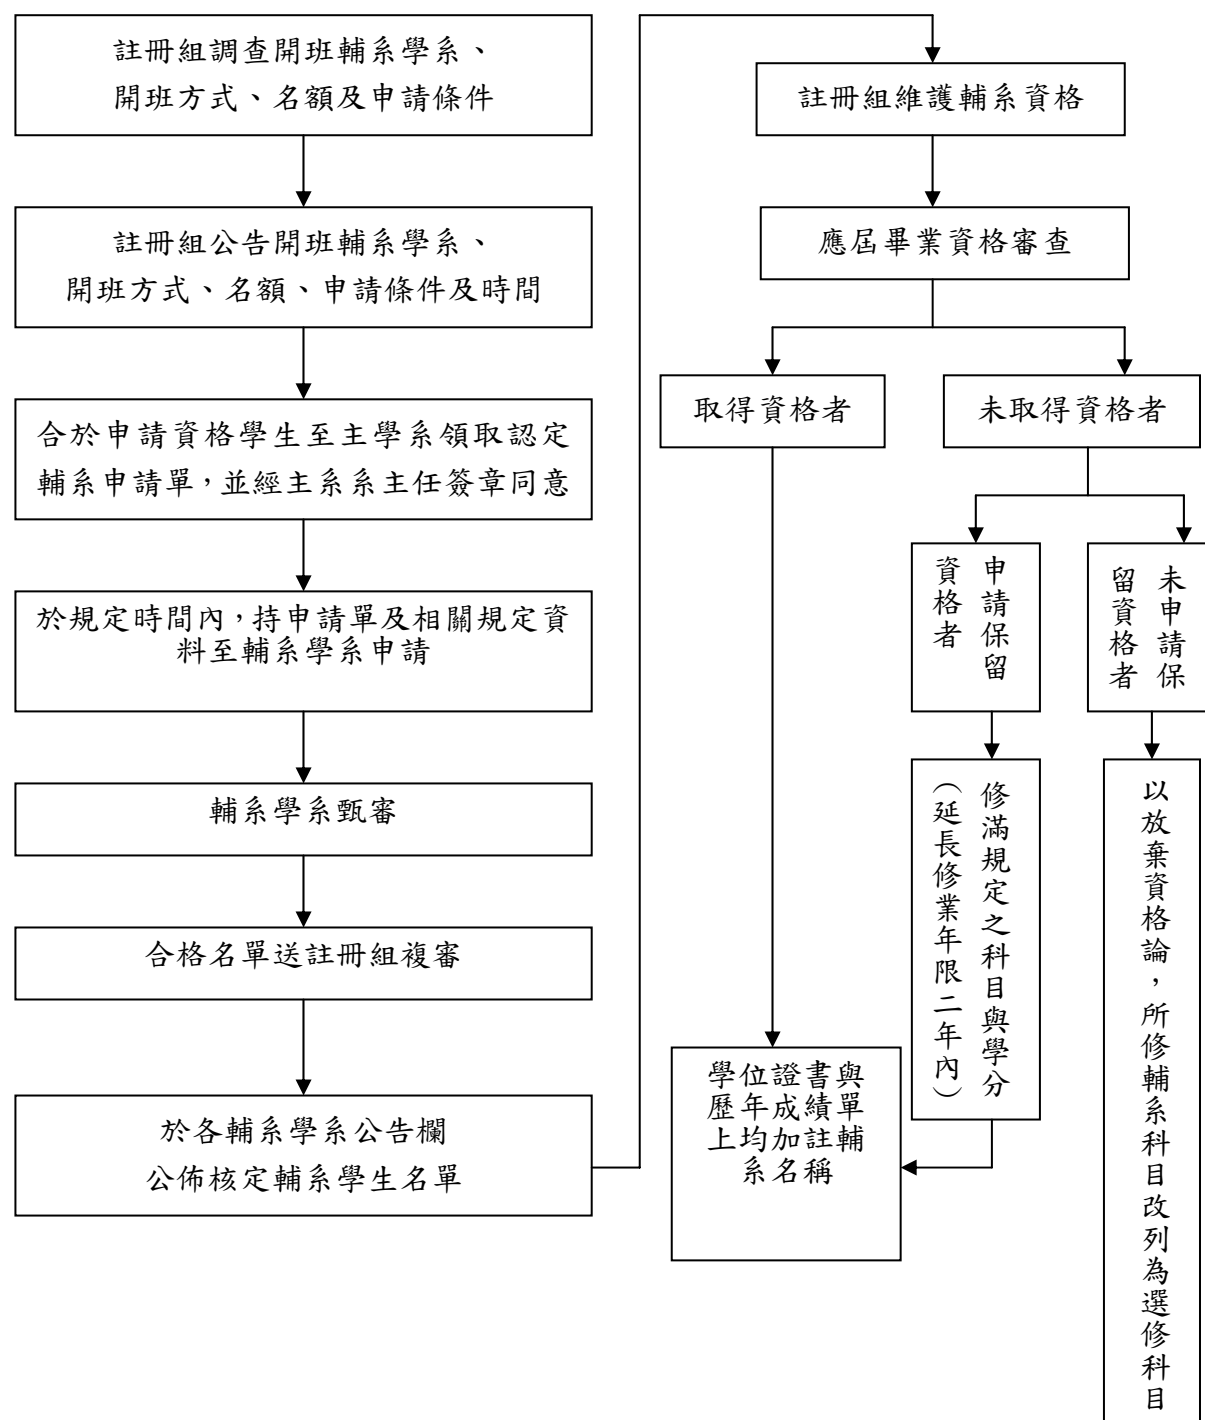 註冊組調查開班輔系學系、
開班方式、名額及申請條件
註冊組公告開班輔系學系、
開班方式、名額、申請條件及時間
合於申請資格學生至主學系領取認定
輔系申請單，並經主系系主任簽章同意
於規定時間內，持申請單及相關規定資
料至輔系學系申請
輔系學系甄審
合格名單送註冊組複審
於各輔系學系公告欄
公佈核定輔系學生名單
註冊組維護輔系資格
應屆畢業資格審查
取得資格者
未取得資格者
申請保留
資格者
未申請保
留資格者
修滿規定之科目與學分
（延長修業年限二年內）
以放棄資格論，所修輔系科目改列為選修科目
學位證書與
歷年成績單
上均加註輔
系名稱